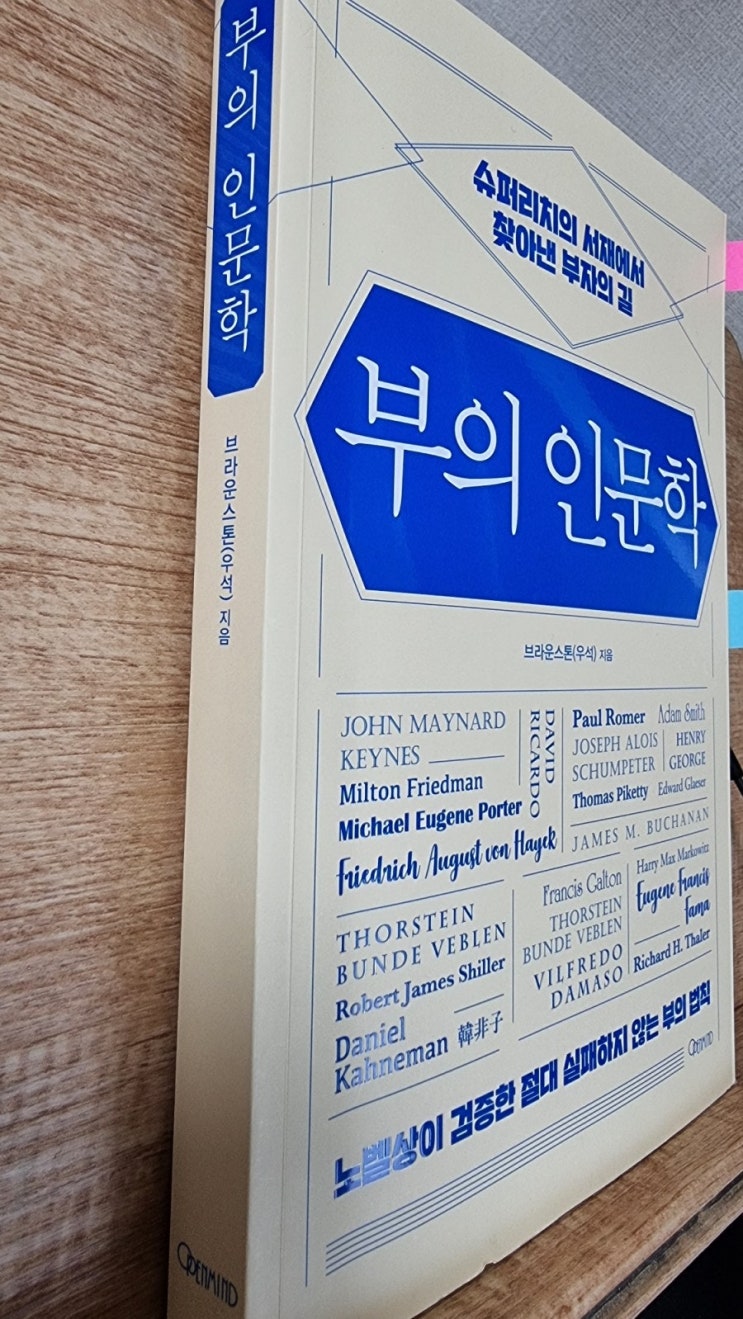 부의 인문학
브라운스톤(우석) 지음
OPENMIND
슈퍼리치의 서재에서
찾아낸 부자의 길
부의 인문학
브라운스톤(우석) 지음
JOHN MAYNARD
KEYNES
Milton Friedman
Michael Eugene Porter
Friedrich August von Hayek
DAVID
RICARDO
Paul Romer
Adam Smith
JOSEPH ALOIS
SCHUMPETER
HENRY
GEORGE
Thomas Piketty
Edward Glaeser
JAMES M. BUCHANAN
THORSTEIN
BUNDE VEBLEN
Robert James Shiller
Daniel
Kahneman
韓非子
Francis Galton
THORSTEIN
BUNDE VEBLEN
VILFREDO
DAMASO
Harry Max Markowitz
Eugene Francis
Fama
Richard H. Thaler
노벨상이 검증한 절대 실패하지 않는 부의 법칙
OPENMIND